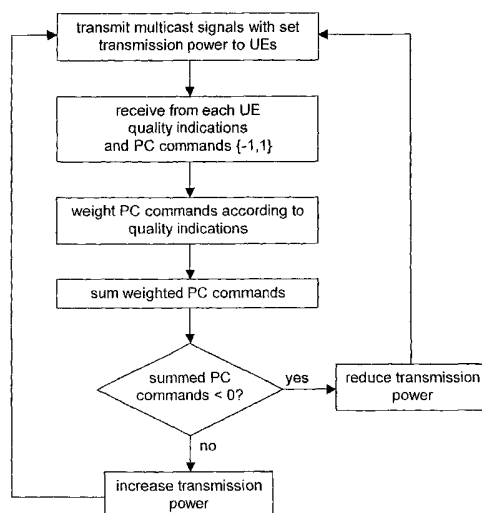 transmit multicast signals with set
transmission power to UEs
receive from each UE
quality indications
and PC commands {-1,1}
weight PC commands according to
quality indications
sum weighted PC commands
summed PC
commands < 0?
yes
reduce transmission
power
no
increase transmission
power